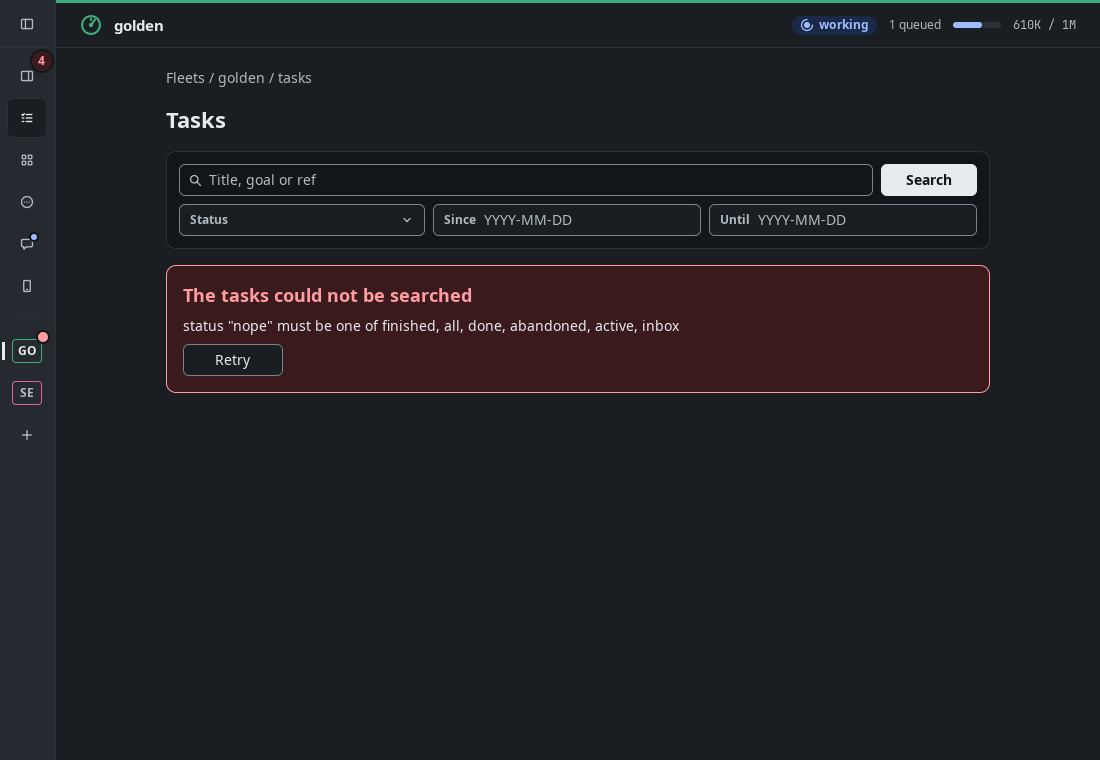 golden
working
1 queued
610K / 1M
4
Fleets / golden / tasks
Tasks
Title, goal or ref
Search
Status
Since YYYY-MM-DD
Until YYYY-MM-DD
The tasks could not be searched
status "nope" must be one of finished, all, done, abandoned, active, inbox
Retry
GO
SE